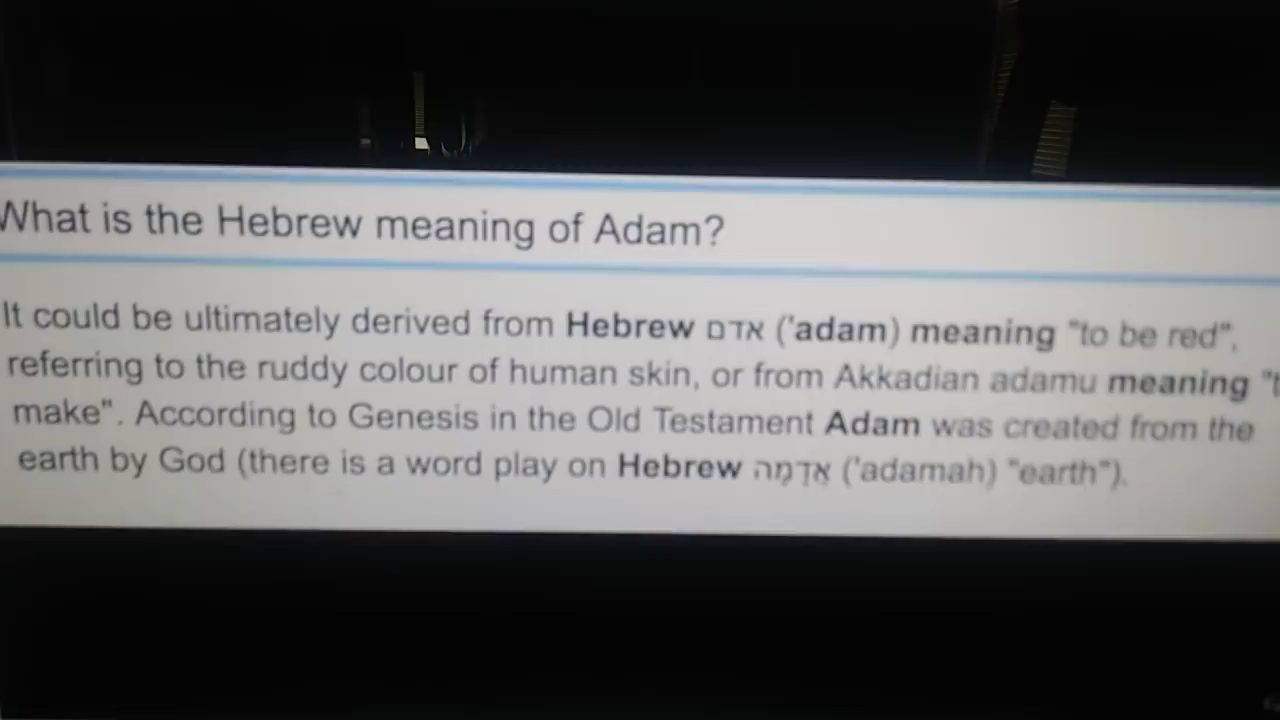 What is the Hebrew meaning of Adam?
It could be ultimately derived from Hebrew אדם ('adam) meaning "to be red",
referring to the ruddy colour of human skin, or from Akkadian adamu meaning "t
make". According to Genesis in the Old Testament Adam was created from the
earth by God (there is a word play on Hebrew אֲדָמָה ('adamah) "earth").